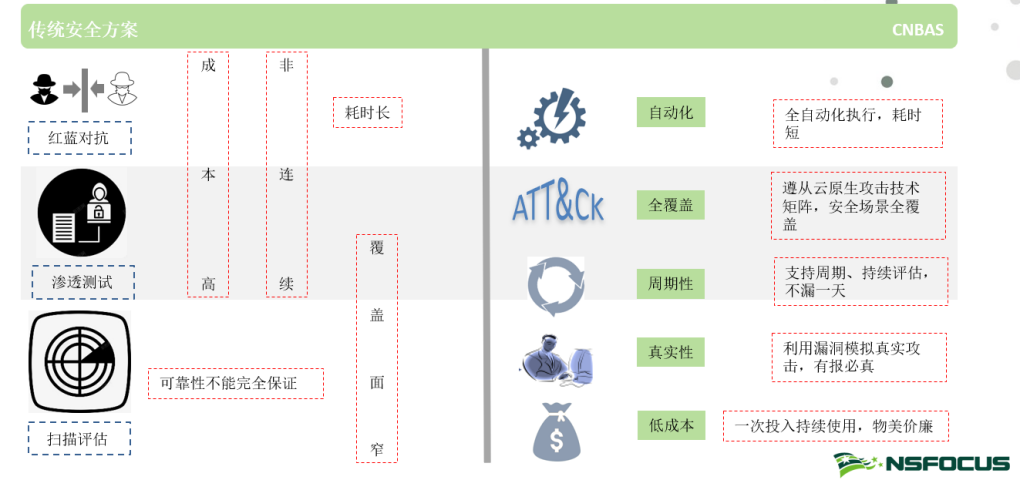 传统安全方案
CNBAS
红蓝对抗
渗透测试
扫描评估
成本高
非连续
耗时长
覆盖面窄
可靠性不能完全保证
自动化
全自动化执行，耗时
短
ATT&CK
全覆盖
遵从云原生攻击技术
矩阵，安全场景全覆
盖
周期性
支持周期、持续评估，
不漏一天
真实性
利用漏洞模拟真实攻
击，有报必真
$
低成本
一次投入持续使用，物美价廉
NSFOCUS